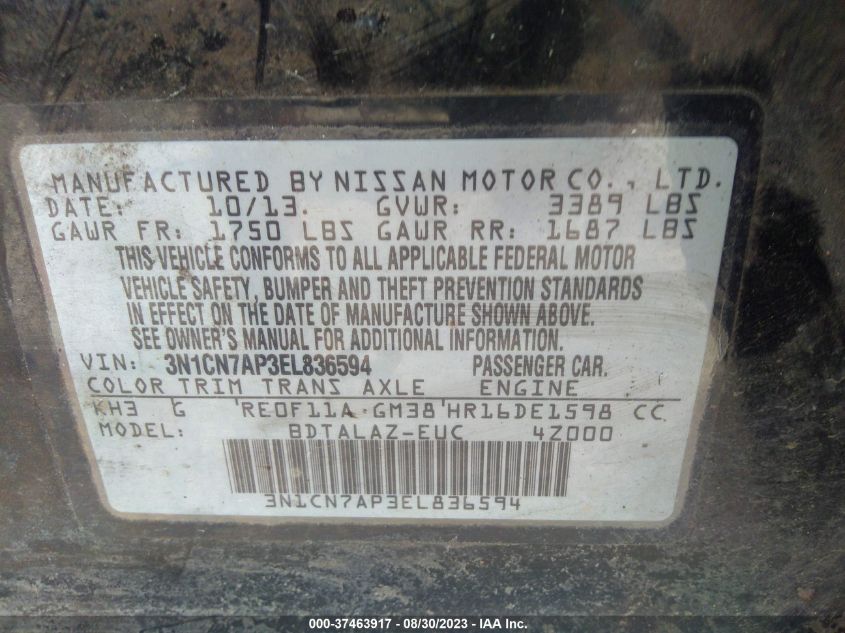 MANUFACTURED BY NISSAN MOTOR CO., LTD.
DATE: 10/13. GVWR: 3389 LBS
GAWR FR: 1750 LBS GAWR RR: 1687 LBS
THIS VEHICLE CONFORMS TO ALL APPLICABLE FEDERAL MOTOR
VEHICLE SAFETY, BUMPER AND THEFT PREVENTION STANDARDS
IN EFFECT ON THE DATE OF MANUFACTURE SHOWN ABOVE.
SEE OWNER'S MANUAL FOR ADDITIONAL INFORMATION.
VIN: 3N1CN7AP3EL836594 PASSENGER CAR.
COLOR TRIM TRANS AXLE ENGINE
KH3 G RE0F11A GM38 HR16DE1598 CC
MODEL: BDTALAZ-EUC 4Z000
3N1CN7AP3EL836594
000-37463917 - 08/30/2023 - IAA Inc.